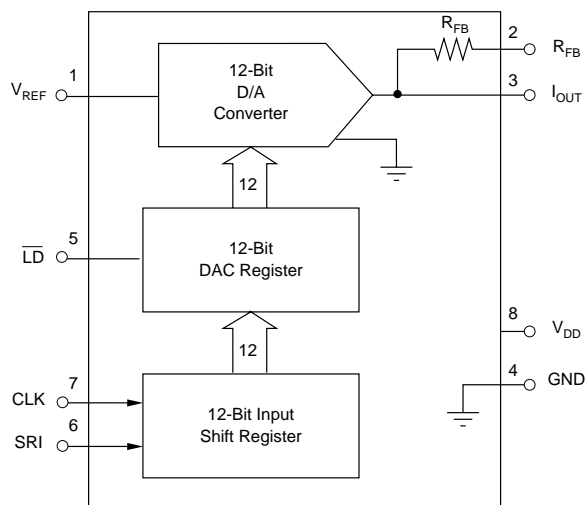 R_FB
2
R_FB
12-Bit
D/A
Converter
1
V_REF
3
I_OUT
12
5
LD
12-Bit
DAC Register
8
V_DD
12
4
GND
7
CLK
12-Bit Input
Shift Register
6
SRI